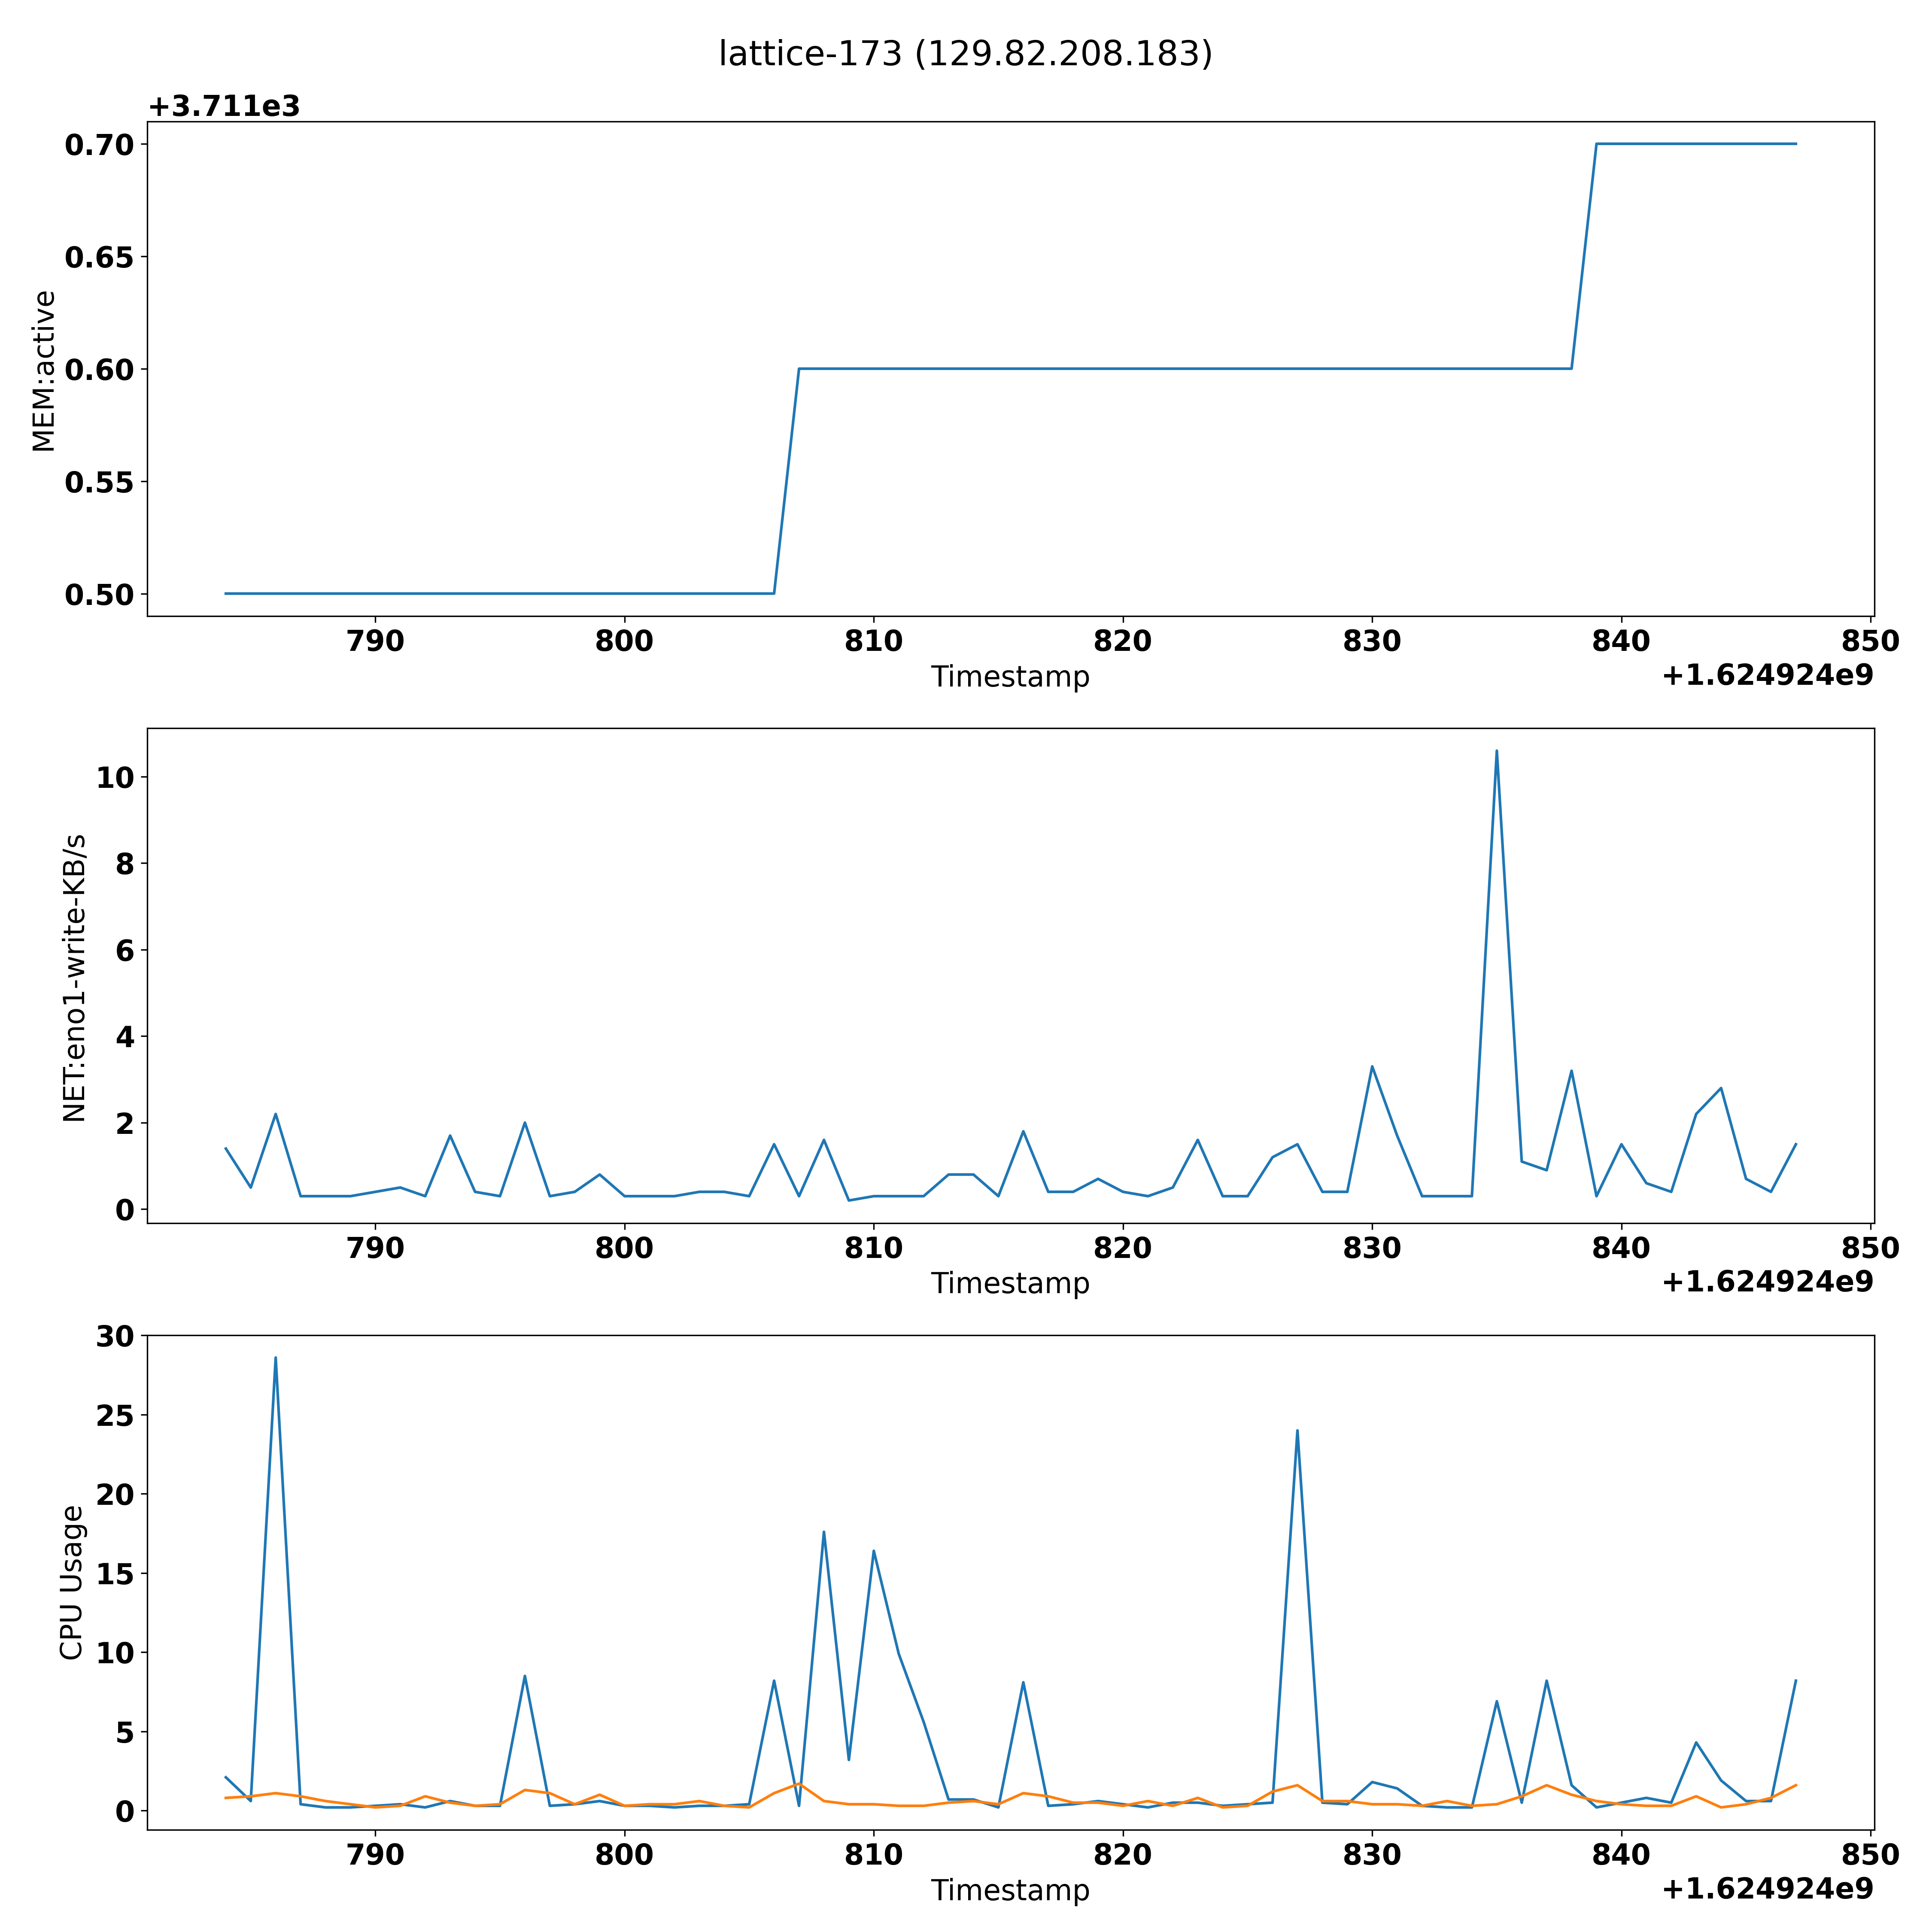 lattice-173 (129.82.208.183)
+3.711e3
0.70
0.65
0.60
0.55
0.50
MEM:active
790 800 810 820 830 840 850
Timestamp
+1.624924e9
10
8
6
4
2
0
NET:eno1-write-KB/s
790 800 810 820 830 840 850
Timestamp
+1.624924e9
30
25
20
15
10
5
0
CPU Usage
790 800 810 820 830 840 850
Timestamp
+1.624924e9